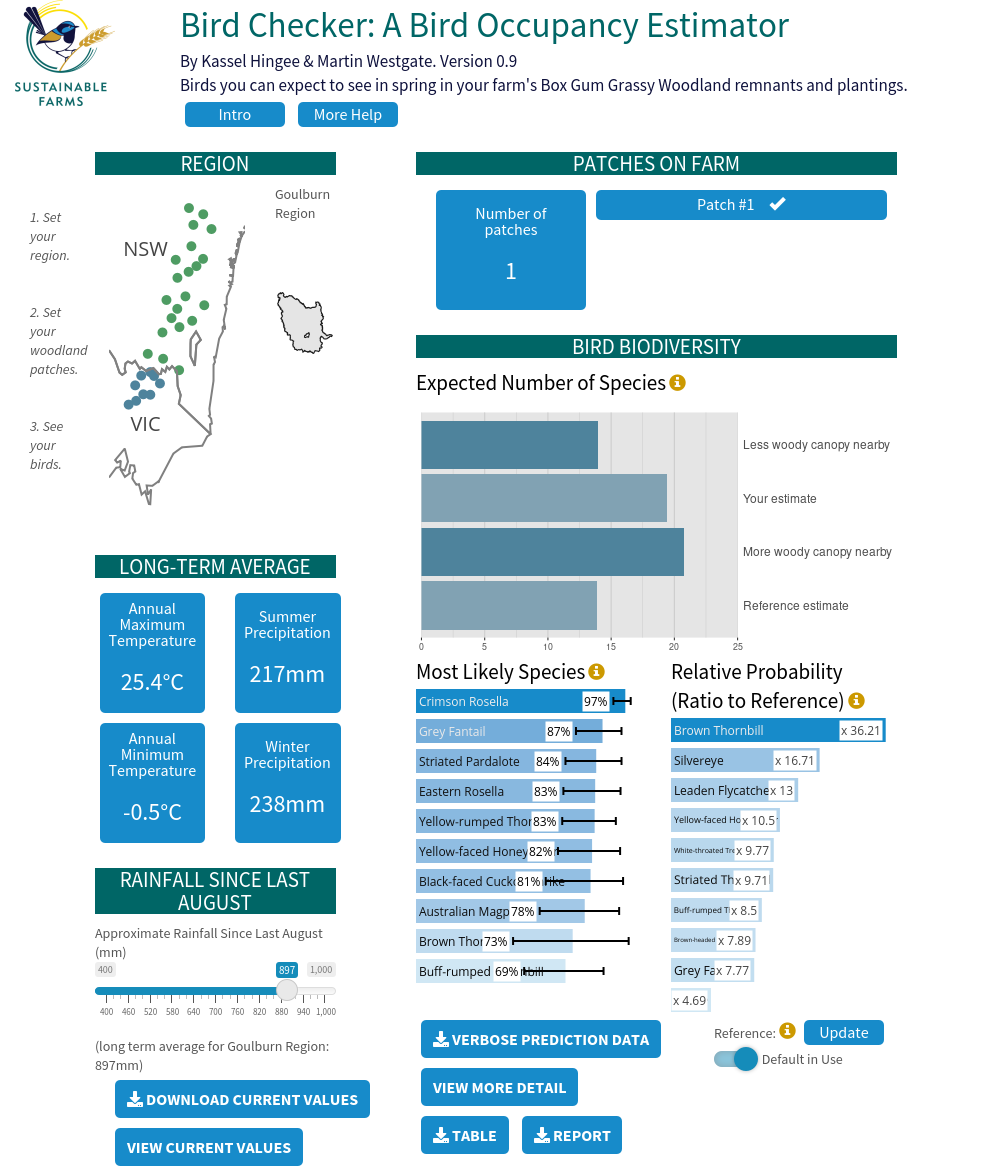 SUSTAINABLE
FARMS
Bird Checker: A Bird Occupancy Estimator
By Kassel Hingee & Martin Westgate. Version 0.9
Birds you can expect to see in spring in your farm's Box Gum Grassy Woodland remnants and plantings.
Intro
More Help
REGION
1. Set
your
region.
2. Set
your
woodland
patches.
3. See
your
birds.
NSW
VIC
Goulburn
Region
LONG-TERM AVERAGE
Annual
Maximum
Temperature
25.4°C
Summer
Precipitation
217mm
Annual
Minimum
Temperature
-0.5°C
Winter
Precipitation
238mm
RAINFALL SINCE LAST
AUGUST
Approximate Rainfall Since Last August
(mm)
400
897
1,000
400 460 520 580 640 700 760 820 880 940 1,000
(long term average for Goulburn Region:
897mm)
DOWNLOAD CURRENT VALUES
VIEW CURRENT VALUES
PATCHES ON FARM
Number of
patches
1
Patch #1
BIRD BIODIVERSITY
Expected Number of Species
Less woody canopy nearby
Your estimate
More woody canopy nearby
Reference estimate
0 5 10 15 20 25
Most Likely Species
Crimson Rosella 97%
Grey Fantail 87%
Striated Pardalote 84%
Eastern Rosella 83%
Yellow-rumped Thor 83%
Yellow-faced Honey 82%
Black-faced Cucko 81% ike
Australian Magp 78%
Brown Thor 73%
Buff-rumped 69% nbill
Relative Probability
(Ratio to Reference)
Brown Thornbill x 36.21
Silvereye x 16.71
Leaden Flycatche x 13
Yellow-faced Ho x 10.5
White-throated Tre x 9.77
Striated Th x 9.71
Buff-rumped T x 8.5
Brown-headed x 7.89
Grey Fa x 7.77
x 4.69
Reference:
Update
Default in Use
VERBOSE PREDICTION DATA
VIEW MORE DETAIL
TABLE
REPORT